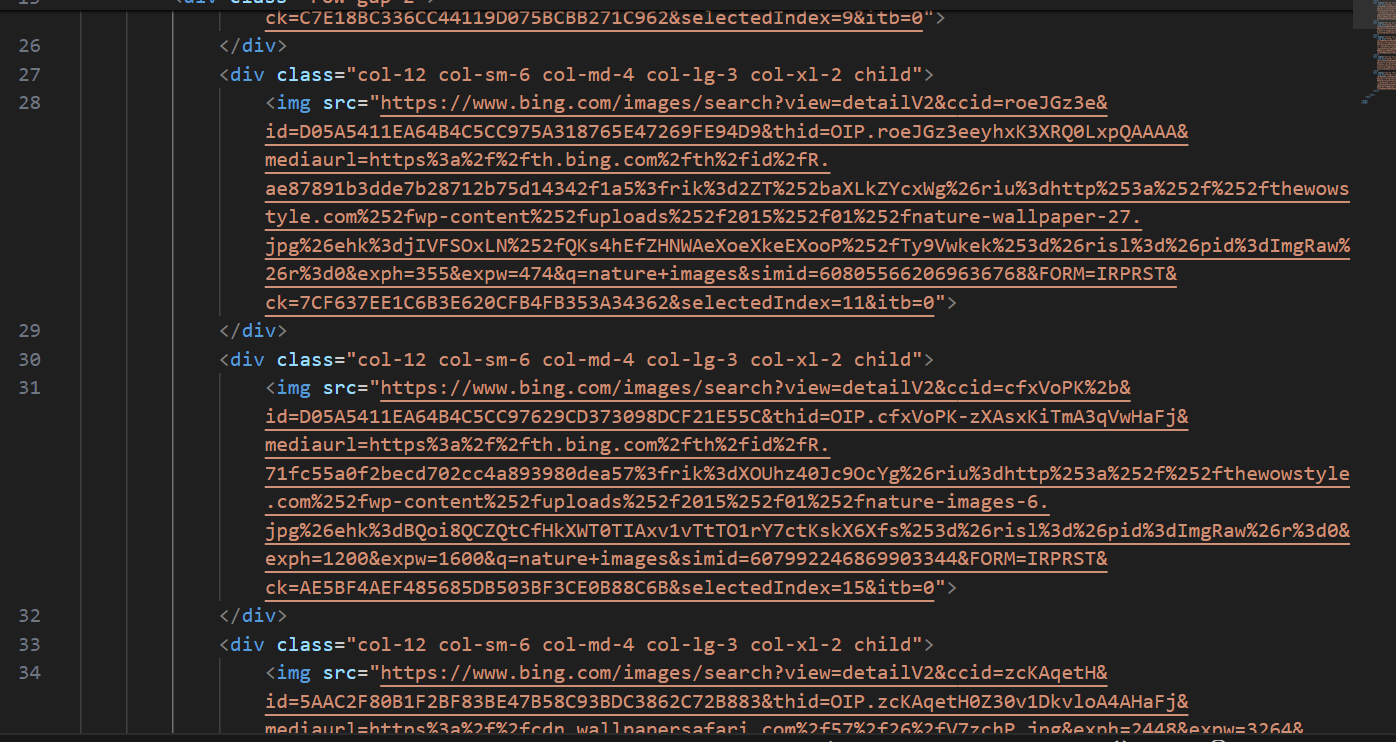 ck=C7E18BC336CC44119D075BCBB271C962&selectedIndex=9&itb=0">
26 </div>
27 <div class="col-12 col-sm-6 col-md-4 col-lg-3 col-xl-2 child">
28 <img src="https://www.bing.com/images/search?view=detailV2&ccid=roeJGz3e&
id=D05A5411EA64B4C5CC975A318765E47269FE94D9&thid=OIP.roeJGz3eeyhxK3XRQ0LxpQAAAA&
mediaurl=https%3a%2f%2fth.bing.com%2fth%2fid%2fR.
ae87891b3dde7b28712b75d14342f1a5%3frik%3d2ZT%252baXLkZYcxWg%26riu%3dhttp%253a%252f%252fthewows
tyle.com%252fwp-content%252fuploads%252f2015%252f01%252fnature-wallpaper-27.
jpg%26ehk%3djIVFSOxLN%252fQKs4hEfZHNWAeXoeXkeEXooP%252fTy9Vwkek%253d%26risl%3d%26pid%3dImgRaw%
26r%3d0&exph=355&expw=474&q=nature+images&simid=608055662069636768&FORM=IRPRST&
ck=7CF637EE1C6B3E620CFB4FB353A34362&selectedIndex=11&itb=0">
29 </div>
30 <div class="col-12 col-sm-6 col-md-4 col-lg-3 col-xl-2 child">
31 <img src="https://www.bing.com/images/search?view=detailV2&ccid=cfxVoPK%2b&
id=D05A5411EA64B4C5CC97629CD373098DCF21E55C&thid=OIP.cfxVoPK-zXAsxKiTmA3qVwHaFj&
mediaurl=https%3a%2f%2fth.bing.com%2fth%2fid%2fR.
71fc55a0f2becd702cc4a893980dea57%3frik%3dXOUhz40Jc9OcYg%26riu%3dhttp%253a%252f%252fthewowstyle
.com%252fwp-content%252fuploads%252f2015%252f01%252fnature-images-6.
jpg%26ehk%3dBQoi8QCZQtCfHkXWT0TIAxv1vTtTO1rY7ctKskX6Xfs%253d%26risl%3d%26pid%3dImgRaw%26r%3d0&
exph=1200&expw=1600&q=nature+images&simid=607992246869903344&FORM=IRPRST&
ck=AE5BF4AEF485685DB503BF3CE0B88C6B&selectedIndex=15&itb=0">
32 </div>
33 <div class="col-12 col-sm-6 col-md-4 col-lg-3 col-xl-2 child">
34 <img src="https://www.bing.com/images/search?view=detailV2&ccid=zcKAqetH&
id=5AAC2F80B1F2BF83BE47B58C93BDC3862C72B883&thid=OIP.zcKAqetH0Z30v1DkvloA4AHaFj&
mediaurl=https%3a%2f%2fcdn.wallpapersafari.com%2f57%2f26%2fV7zchP.jpg&exph=2448&expw=3264&